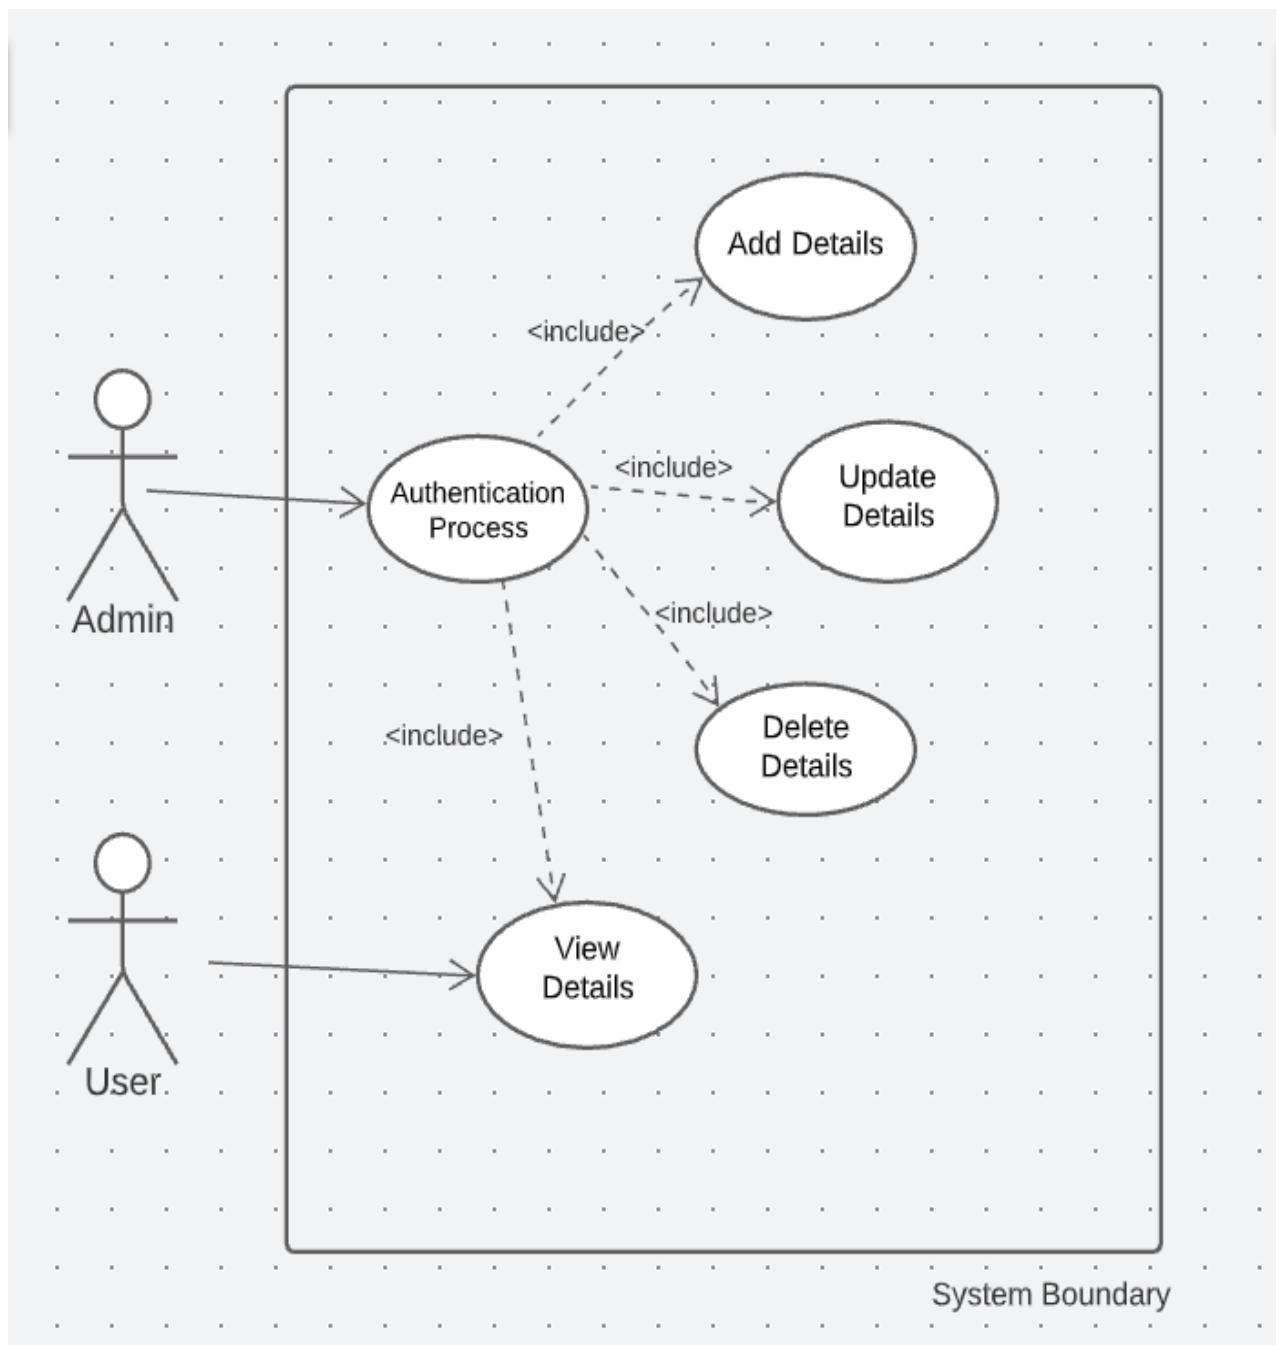 Add Details
<include>
Authentication
Process
<include>
Update
Details
Admin
<include>
Delete
Details
<include>
View
Details
User
System Boundary